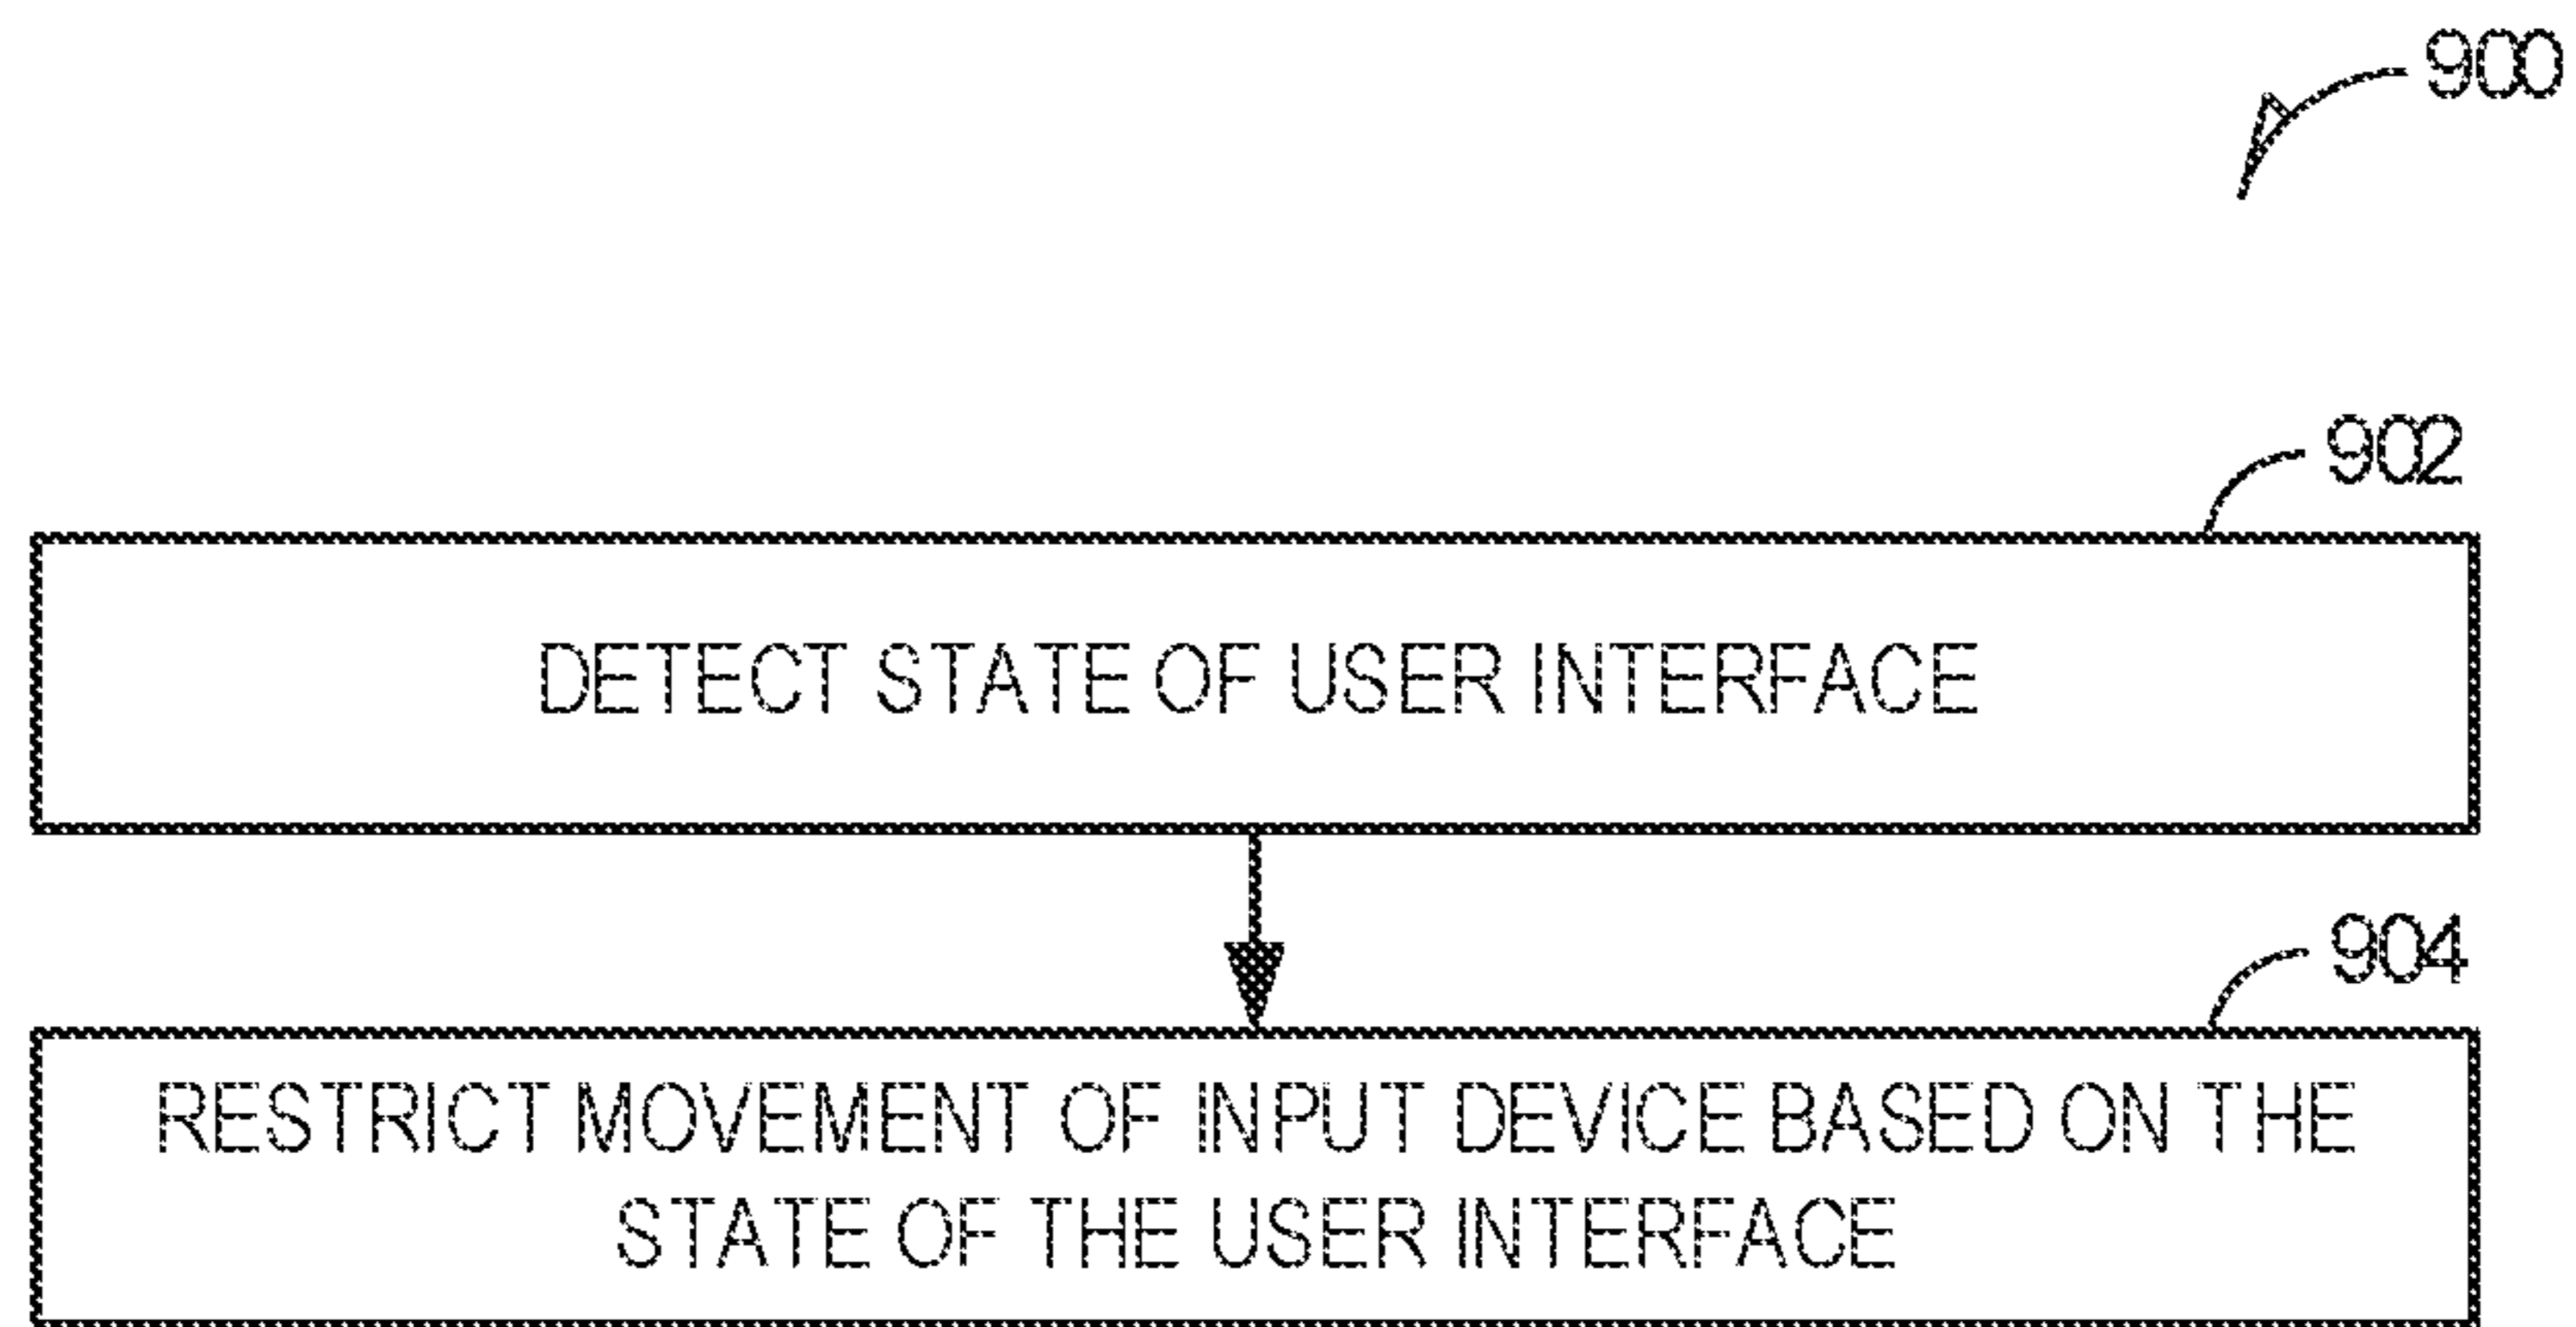 900
902
DETECT STATE OF USER INTERFACE
904
RESTRICT MOVEMENT OF INPUT DEVICE BASED ON THE
STATE OF THE USER INTERFACE